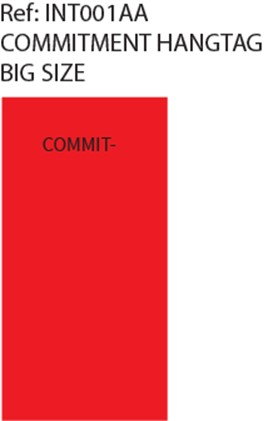 Ref: INT001AA
COMMITMENT HANGTAG
BIG SIZE
COMMIT-